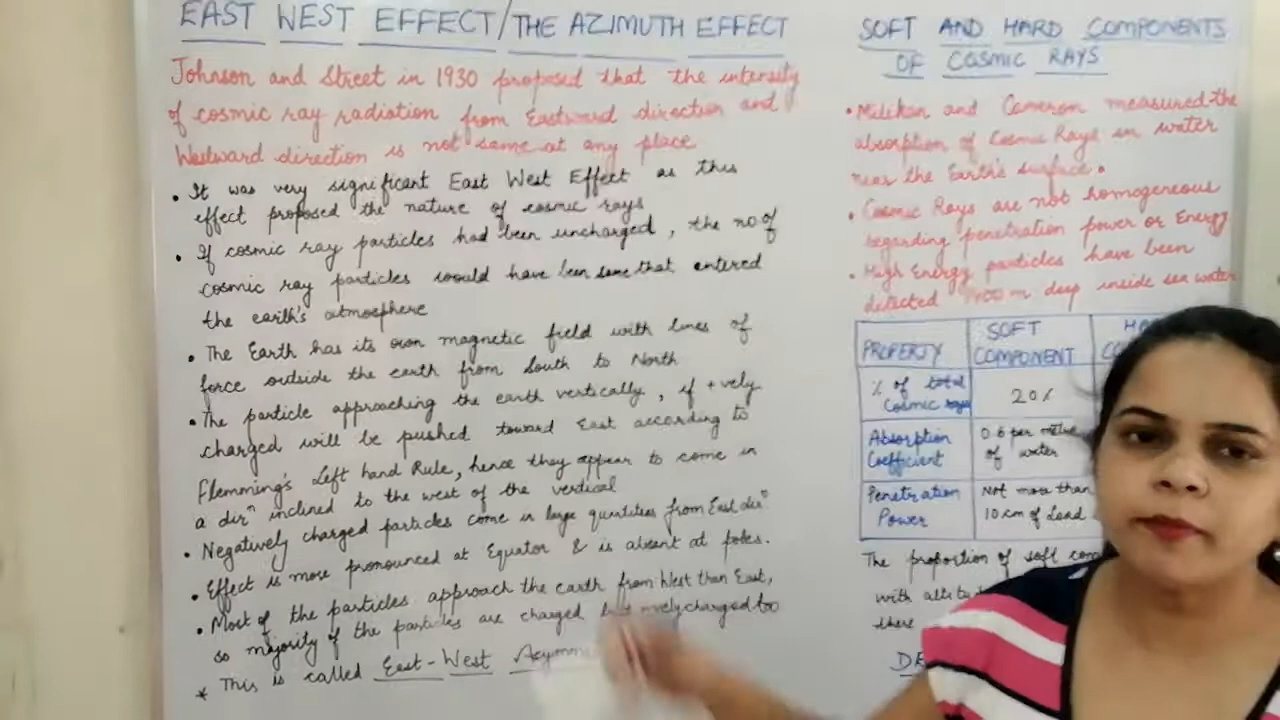 EAST WEST EFFECT/THE AZIMUTH EFFECT
Johnson and Street in 1930 proposed that the intensity
of cosmic ray radiation from Eastward direction and
Westward direction is not same at any place
• It was very significant East West Effect as this
effect proposed the nature of cosmic rays
• If cosmic ray particles had been uncharged, the no of
cosmic ray particles would have been same that entered
the earth's atmosphere
• The Earth has its own magnetic field with lines of
force outside the earth from South to North
• The particle approaching the earth vertically, if +vely
charged will be pushed toward East according to
Flemming's Left hand Rule, hence they appear to come in
a dirⁿ inclined to the west of the vertical
• Negatively charged particles come in large quantities from East dirⁿ
• Effect is more pronounced at Equator & is absent at poles.
• Most of the particles approach the earth from West than East,
so majority of the particles are charged charged too
* This is called East-West
SOFT AND HARD COMPONENTS
OF COSMIC RAYS
• Milikan and Cameron measured the
absorption of Cosmic Rays in water
near the Earth's surface.
• Cosmic Rays are not homogeneous
regarding penetration power or Energy
• High Energy particles have been
detected m deep inside sea water
PROPERTY SOFT COMPONENT
% of total Cosmic rays 20%
Absorption Coefficient 0.6 per metre of water
Penetration Power Not more than 10 cm of Lead
The proportion of soft
with